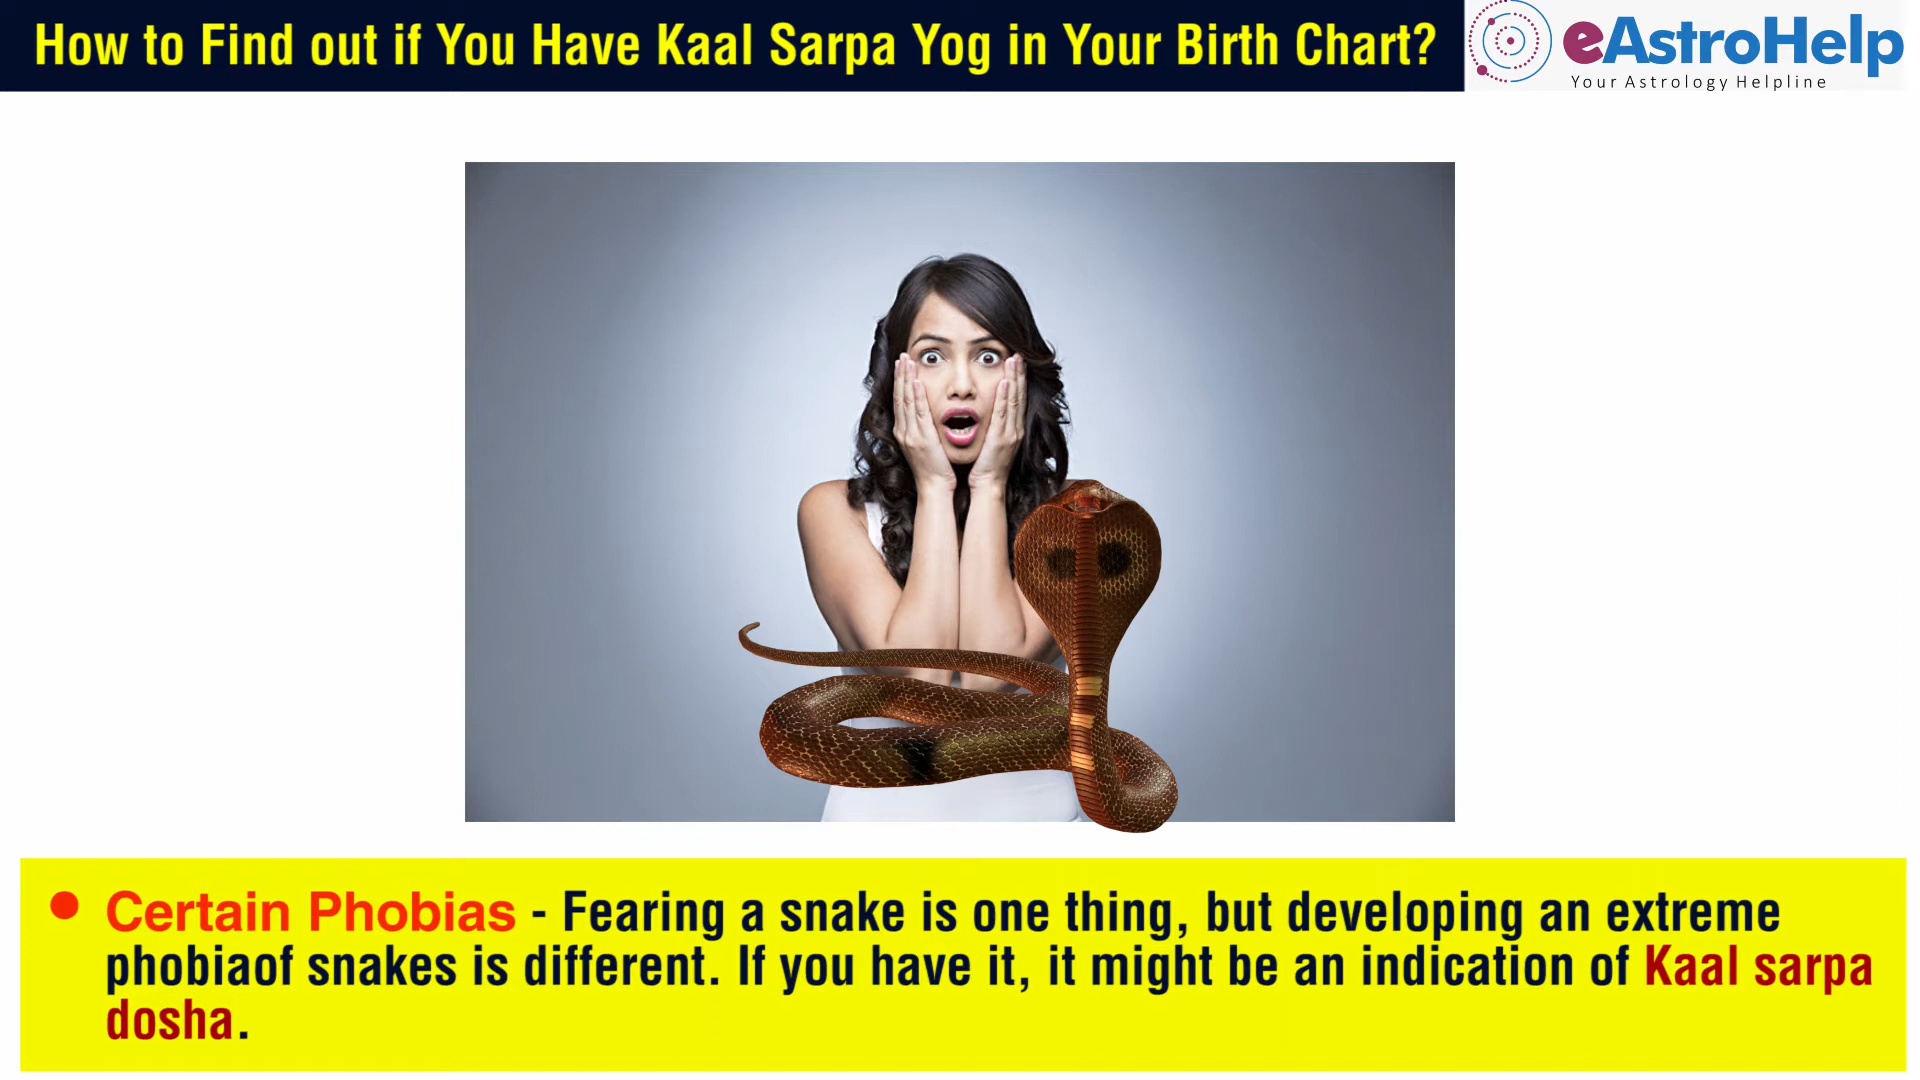 How to Find out if You Have Kaal Sarpa Yog in Your Birth Chart?
eAstroHelp
Your Astrology Helpline
• Certain Phobias - Fearing a snake is one thing, but developing an extreme
phobiaof snakes is different. If you have it, it might be an indication of Kaal sarpa
dosha.